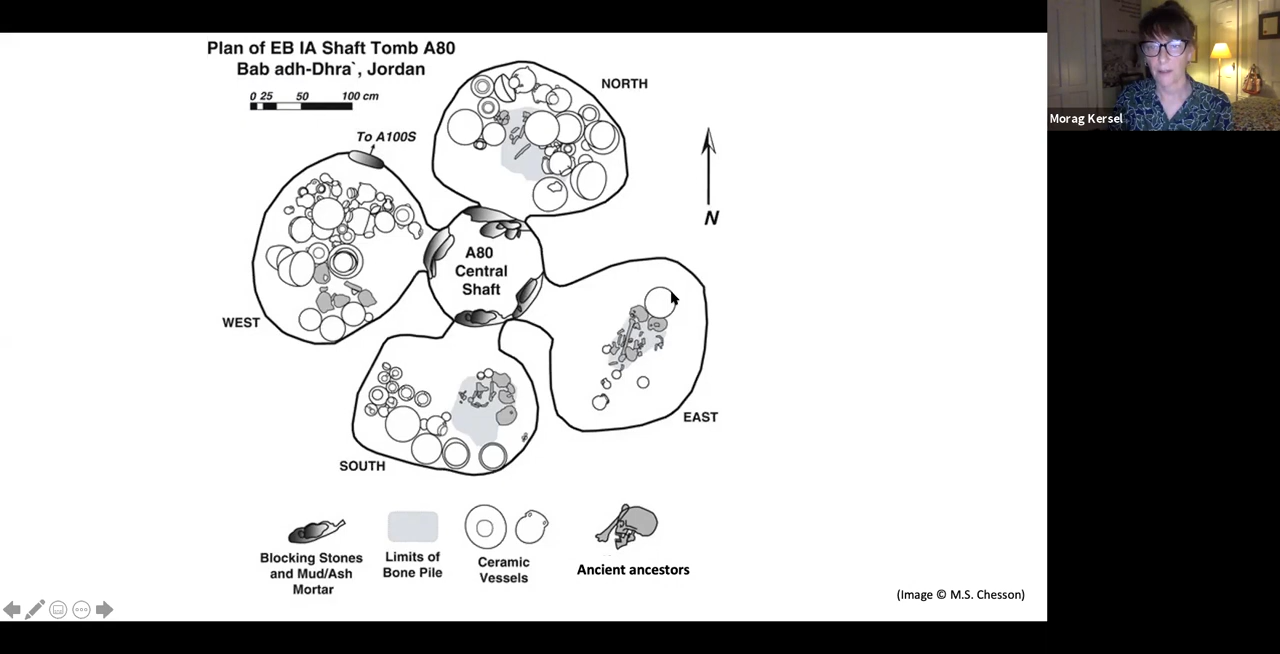 Plan of EB IA Shaft Tomb A80
Bab adh-Dhra`, Jordan
0 25 50 100 cm
NORTH
To A100S
N
A80
Central
Shaft
WEST
EAST
SOUTH
Blocking Stones
and Mud/Ash
Mortar
Limits of
Bone Pile
Ceramic
Vessels
Ancient ancestors
(Image © M.S. Chesson)
Morag Kersel